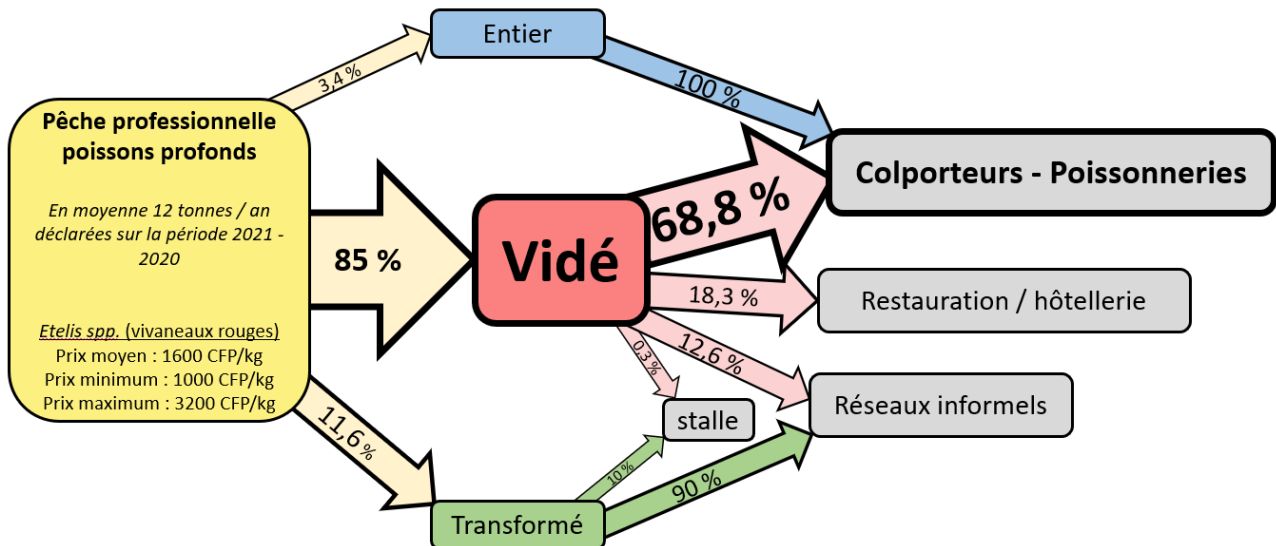 Entier
3,4 %
100 %
Pêche professionnelle
poissons profonds
En moyenne 12 tonnes / an
déclarées sur la période 2021 -
2020
Etelis spp. (vivaneaux rouges)
Prix moyen : 1600 CFP/kg
Prix minimum : 1000 CFP/kg
Prix maximum : 3200 CFP/kg
85 %
Vidé
68,8 %
Colporteurs - Poissonneries
18,3 %
Restauration / hôtellerie
12,6 %
Réseaux informels
0,3 %
stalle
11,6 %
10 %
90 %
Transformé